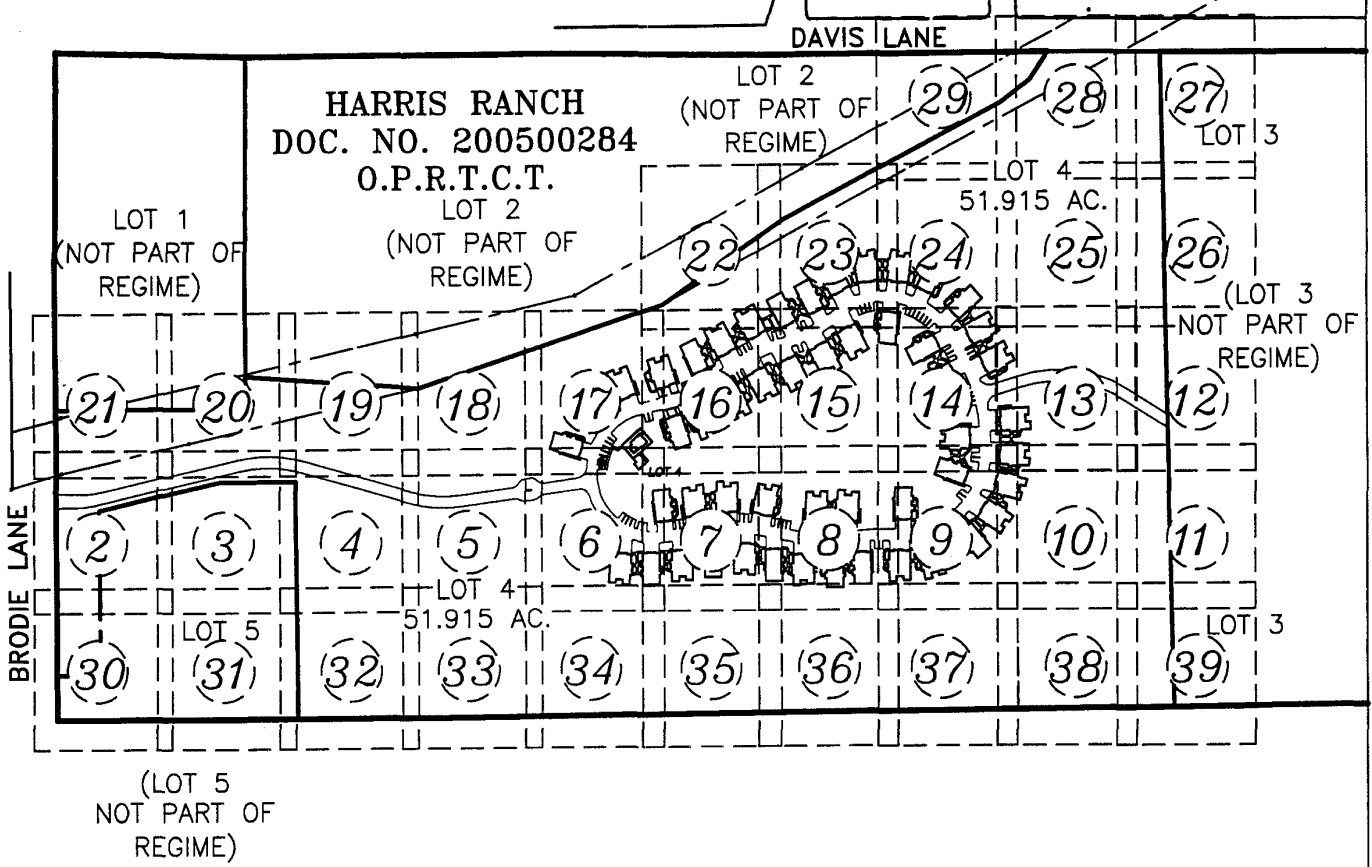 DAVIS LANE
HARRIS RANCH
DOC. NO. 200500284
O.P.R.T.C.T.
LOT 2
(NOT PART OF
REGIME)
29
28
27
LOT 3
LOT 4
51.915 AC.
LOT 1
(NOT PART OF
REGIME)
LOT 2
(NOT PART OF
REGIME)
22
23
24
25
26
(LOT 3
NOT PART OF
REGIME)
21
20
19
18
17
16
15
14
13
12
LOT 4
BRODIE LANE
2
3
4
5
6
7
8
9
10
11
LOT 4
51.915 AC.
LOT 5
LOT 3
30
31
32
33
34
35
36
37
38
39
(LOT 5
NOT PART OF
REGIME)